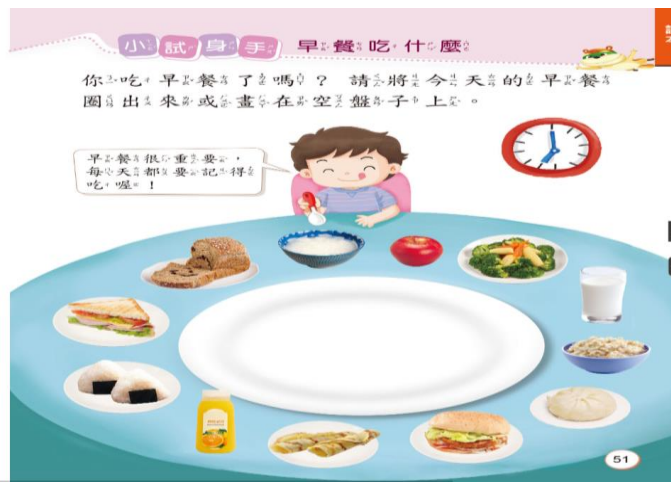 小試身手 早餐吃什麼
你吃早餐了嗎？請將今天的早餐
圈出來或畫在空盤子上。
早餐很重要，
每天都要記得
吃喔！
51